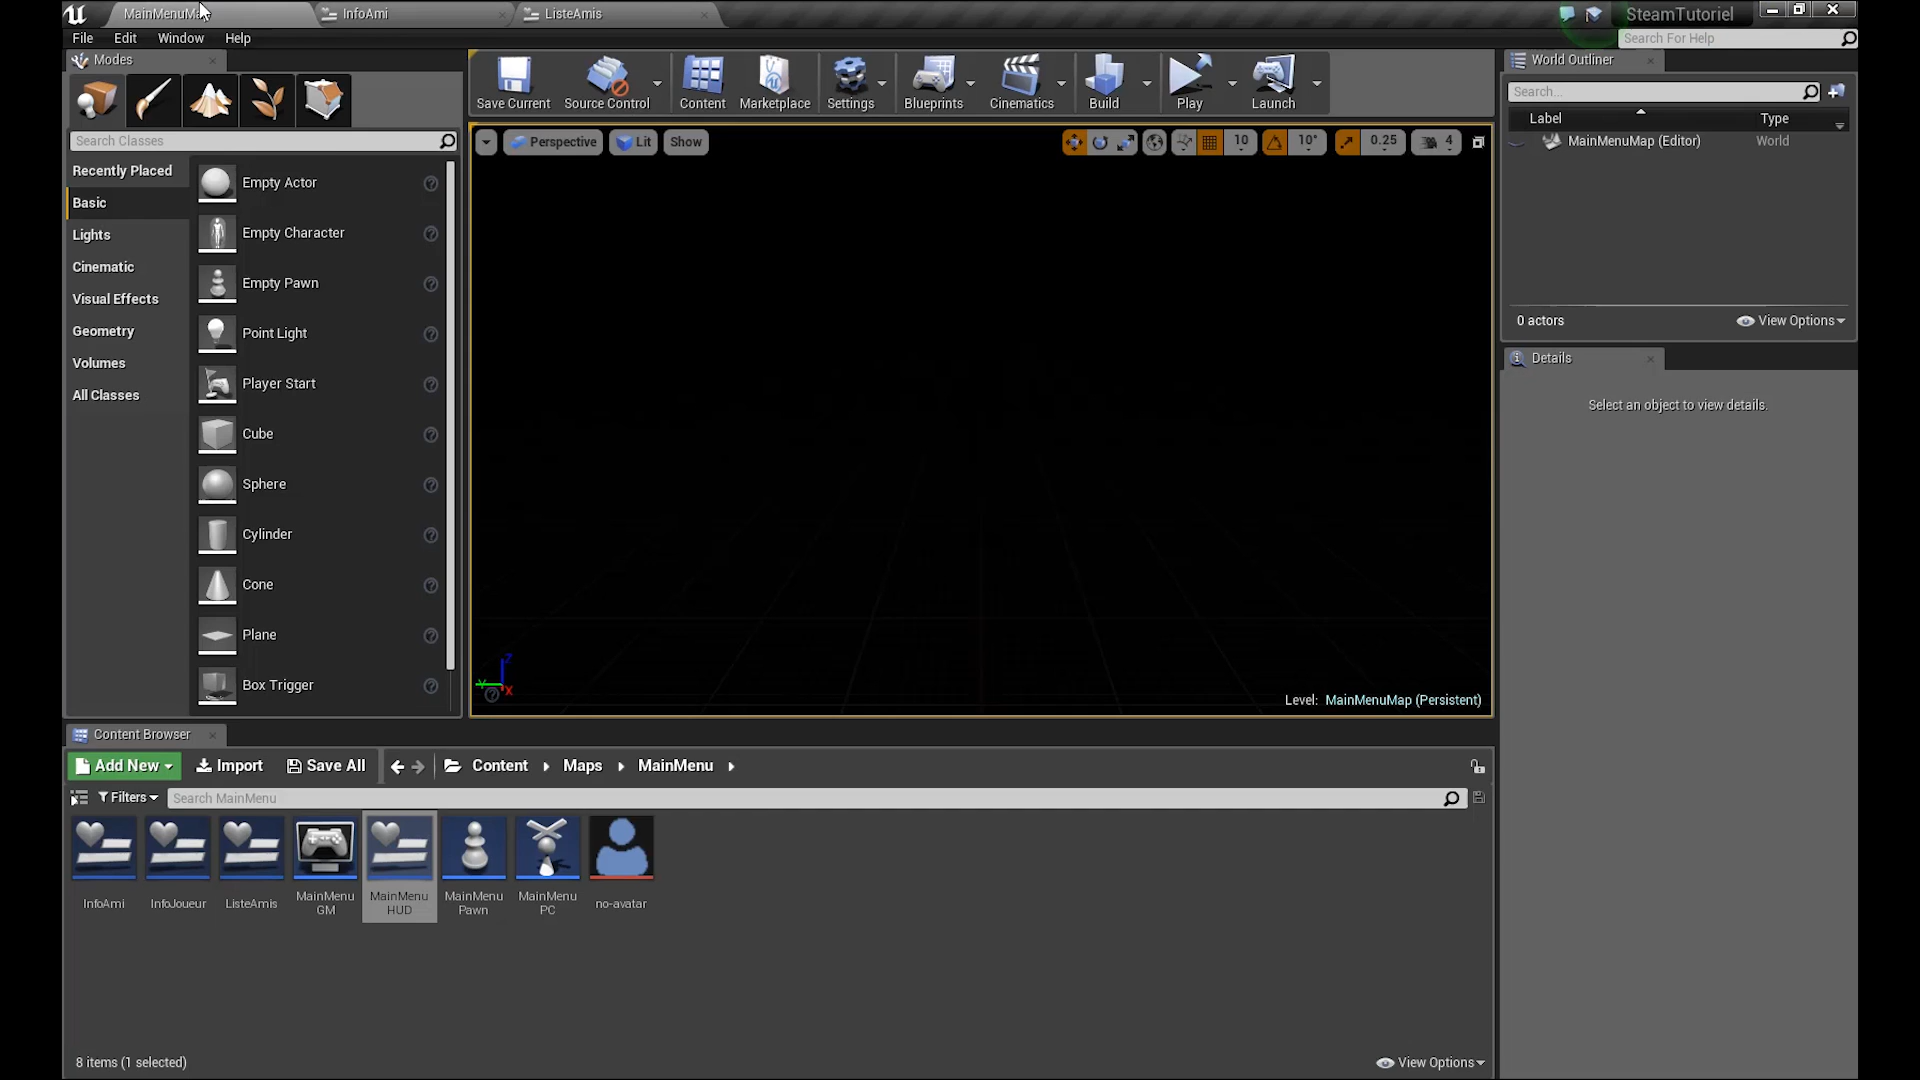 MainMenuMa
InfoAmi
ListeAmis
SteamTutoriel
File
Edit
Window
Help
Search For Help
Modes
Save Current
Source Control
Content
Marketplace
Settings
Blueprints
Cinematics
Build
Play
Launch
World Outliner
Search...
Label
Type
MainMenuMap (Editor)
World
0 actors
View Options
Details
Select an object to view details.
Search Classes
Recently Placed
Basic
Lights
Cinematic
Visual Effects
Geometry
Volumes
All Classes
Empty Actor
Empty Character
Empty Pawn
Point Light
Player Start
Cube
Sphere
Cylinder
Cone
Plane
Box Trigger
Perspective
Lit
Show
10
10°
0.25
4
Z
Y
X
Level: MainMenuMap (Persistent)
Content Browser
Add New
Import
Save All
Content
Maps
MainMenu
Filters
Search MainMenu
InfoAmi
InfoJoueur
ListeAmis
MainMenu
GM
MainMenu
HUD
MainMenu
Pawn
MainMenu
PC
no-avatar
8 items (1 selected)
View Options